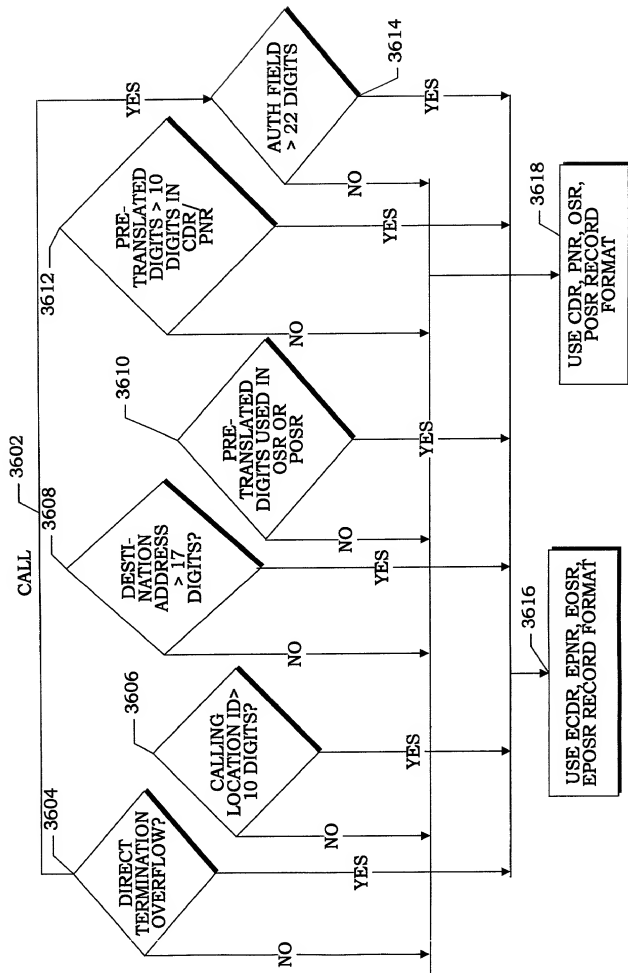 3602
CALL
3604
DIRECT
TERMINATION
OVERFLOW?
NO
YES
3606
CALLING
LOCATION ID>
10 DIGITS?
NO
YES
3608
DESTI-
NATION
ADDRESS
> 17
DIGITS?
NO
YES
3610
PRE-
TRANSLATED
DIGITS USED IN
OSR OR
POSR
NO
YES
3612
PRE-
TRANSLATED
DIGITS > 10
DIGITS IN
CDR/
PNR
NO
YES
YES
AUTH FIELD
> 22 DIGITS
3614
NO
YES
3616
USE ECDR, EPNR, EOSR,
EPOSR RECORD FORMAT
3618
USE CDR, PNR, OSR,
POSR RECORD
FORMAT